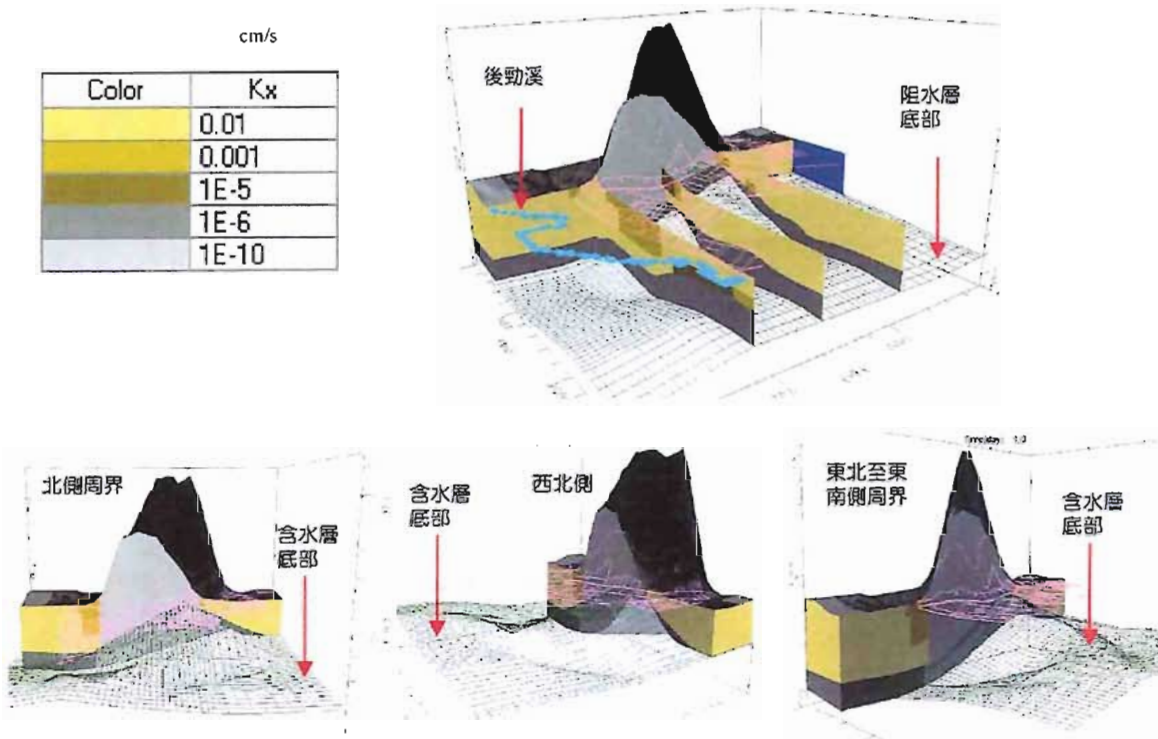 cm/s
Color Kx
0.01
0.001
1E-5
1E-6
1E-10
後勁溪
阻水層
底部
北側周界
含水層
底部
含水層
底部
西北側
東北至東
南側周界
含水層
底部